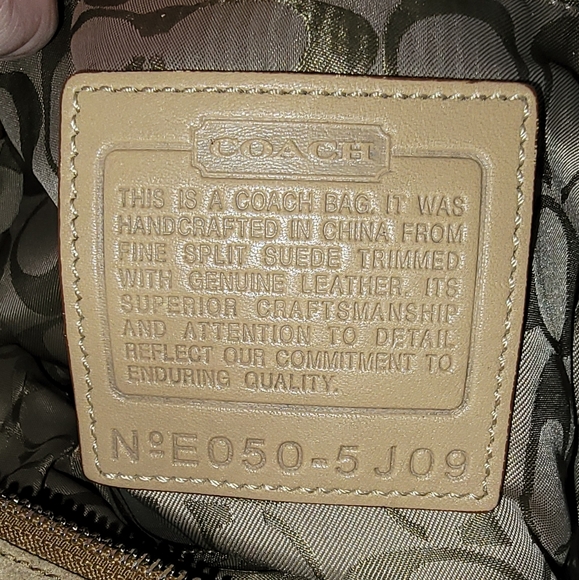 COACH
THIS IS A COACH BAG. IT WAS
HANDCRAFTED IN CHINA FROM
FINE SPLIT SUEDE TRIMMED
WITH GENUINE LEATHER. ITS
SUPERIOR CRAFTSMANSHIP
AND ATTENTION TO DETAIL
REFLECT OUR COMMITMENT TO
ENDURING QUALITY.
NºE050-5J09